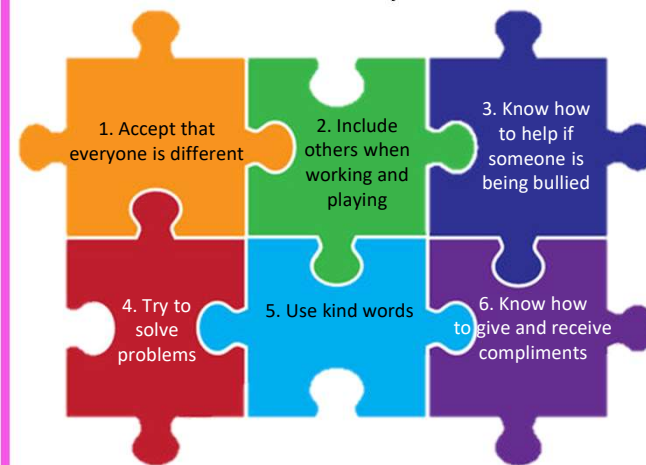 1. Accept that
everyone is different
2. Include
others when
working and
playing
3. Know how
to help if
someone is
being bullied
4. Try to
solve
problems
5. Use kind words
6. Know how
to give and receive
compliments